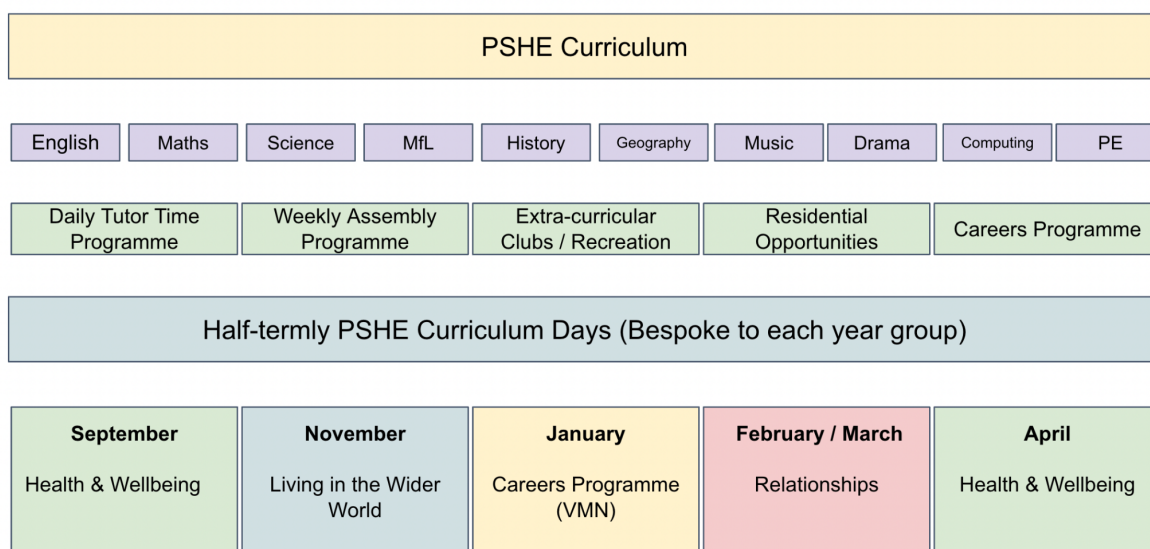 PSHE Curriculum
English
Maths
Science
MfL
History
Geography
Music
Drama
Computing
PE
Daily Tutor Time
Programme
Weekly Assembly
Programme
Extra-curricular
Clubs / Recreation
Residential
Opportunities
Careers Programme
Half-termly PSHE Curriculum Days (Bespoke to each year group)
September
Health & Wellbeing
November
Living in the Wider
World
January
Careers Programme
(VMN)
February / March
Relationships
April
Health & Wellbeing